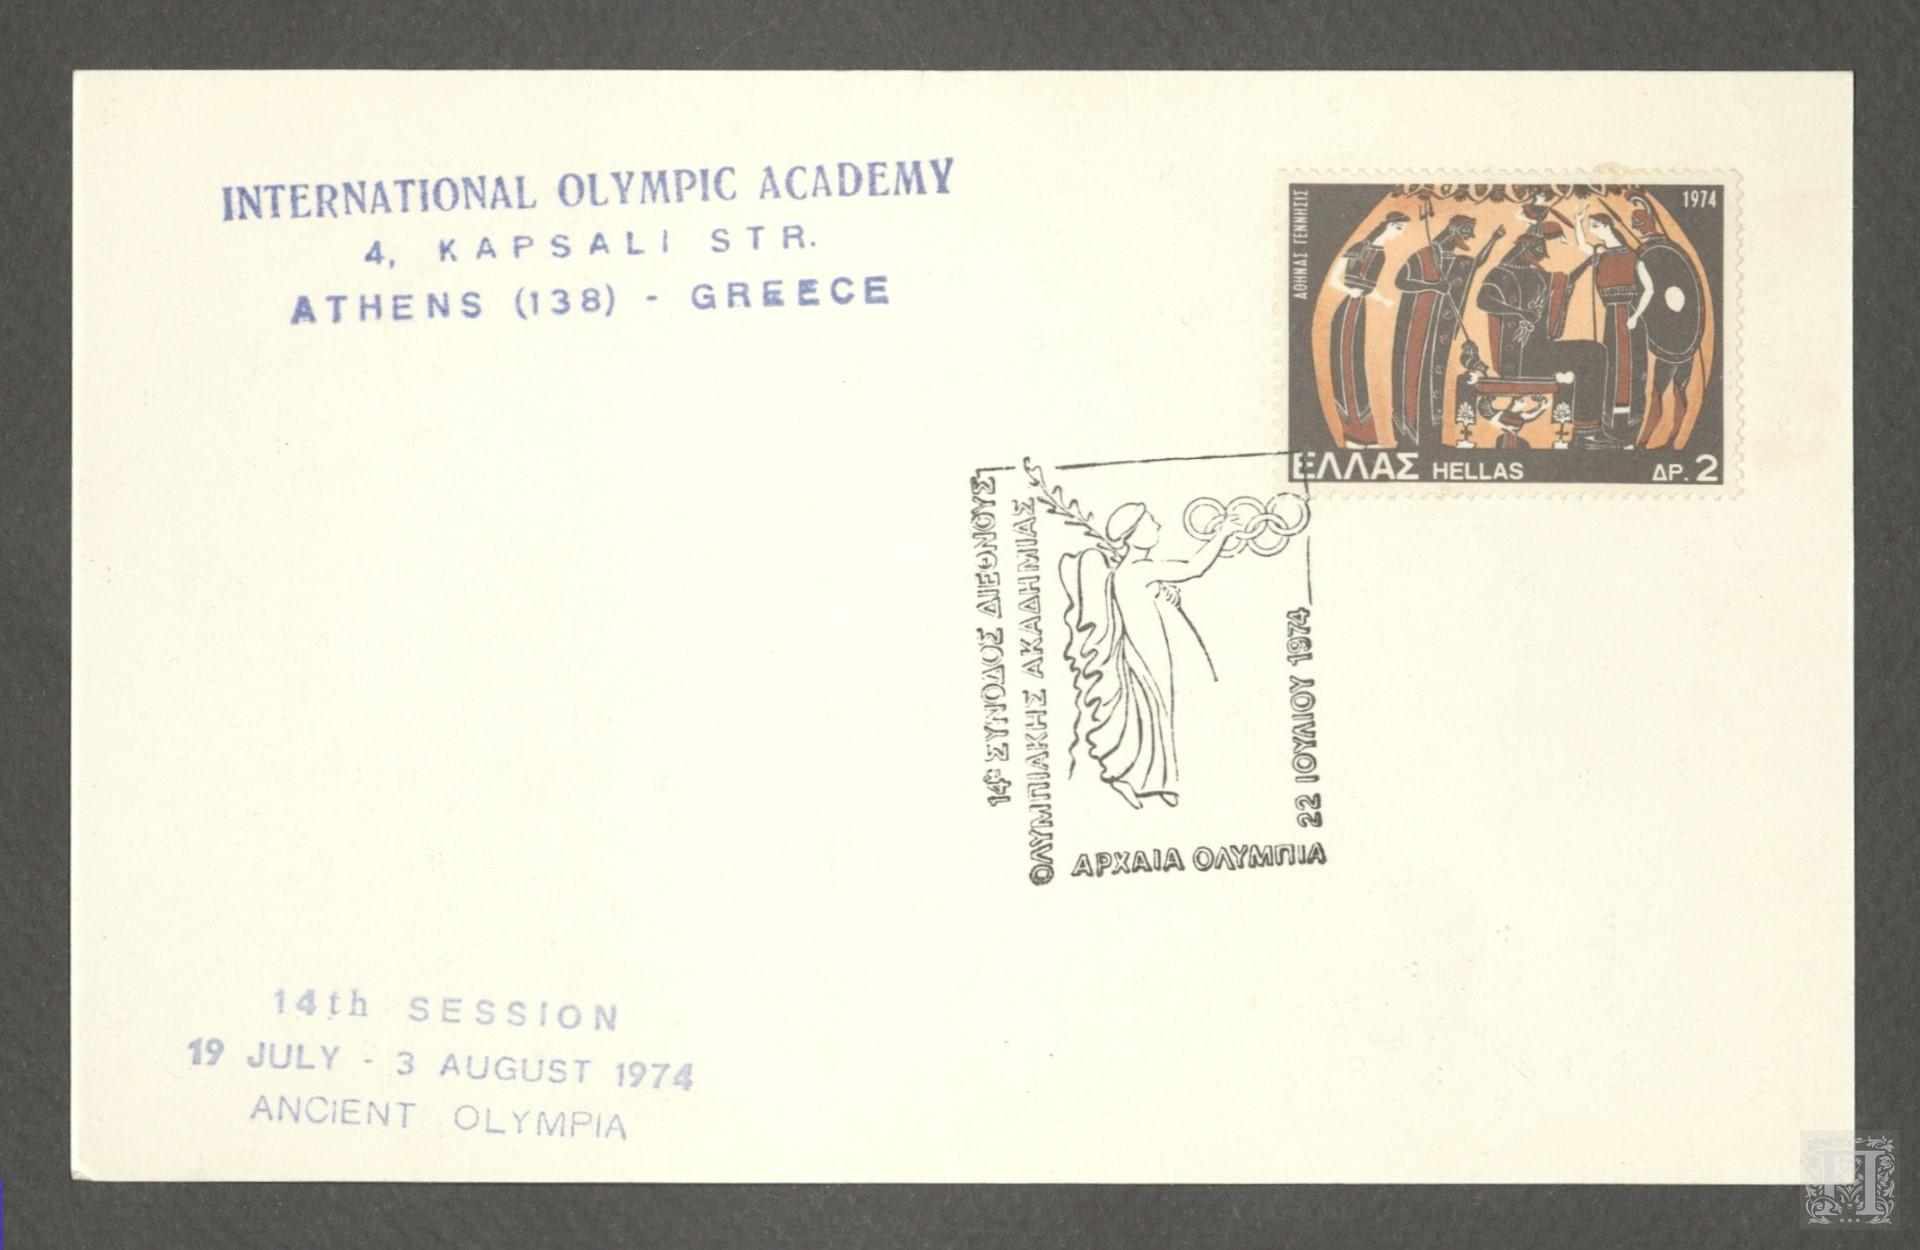 INTERNATIONAL OLYMPIC ACADEMY
4, KAPSALI STR.
ATHENS (138) - GREECE
ΑΘΗΝΑΣ ΓΕΝΝΗΣΙΣ
1974
ΕΛΛΑΣ HELLAS
ΔΡ. 2
14η ΣΥΝΟΔΟΣ ΔΙΕΘΝΟΥΣ
ΟΛΥΜΠΙΑΚΗΣ ΑΚΑΔΗΜΙΑΣ
ΑΡΧΑΙΑ ΟΛΥΜΠΙΑ
22 ΙΟΥΛΙΟΥ 1974
14th SESSION
19 JULY - 3 AUGUST 1974
ANCIENT OLYMPIA